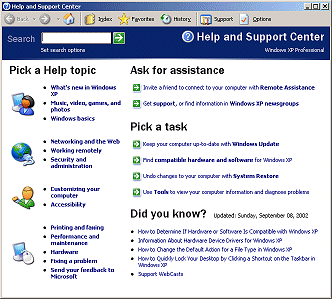 Help and Support Center
Back
Index
Favorites
History
Support
Options
Search
Set search options
Help and Support Center
Windows XP Professional
Pick a Help topic
What's new in Windows
XP
Music, video, games, and
photos
Windows basics
Networking and the Web
Working remotely
Security and
administration
Customizing your
computer
Accessibility
Printing and faxing
Performance and
maintenance
Hardware
Fixing a problem
Send your feedback to
Microsoft
Ask for assistance
Invite a friend to connect to your computer with Remote Assistance
Get support, or find information in Windows XP newsgroups
Pick a task
Keep your computer up-to-date with Windows Update
Find compatible hardware and software for Windows XP
Undo changes to your computer with System Restore
Use Tools to view your computer information and diagnose problems
Did you know? Updated: Sunday, September 08, 2002
How to Determine If Hardware or Software Is Compatible with Windows XP
Information About Hardware Device Drivers for Windows XP
How to Change the Default Action for a File Type in Windows XP
How to Quickly Lock Your Desktop by Clicking a Shortcut on the Taskbar in
Windows XP
Support WebCasts